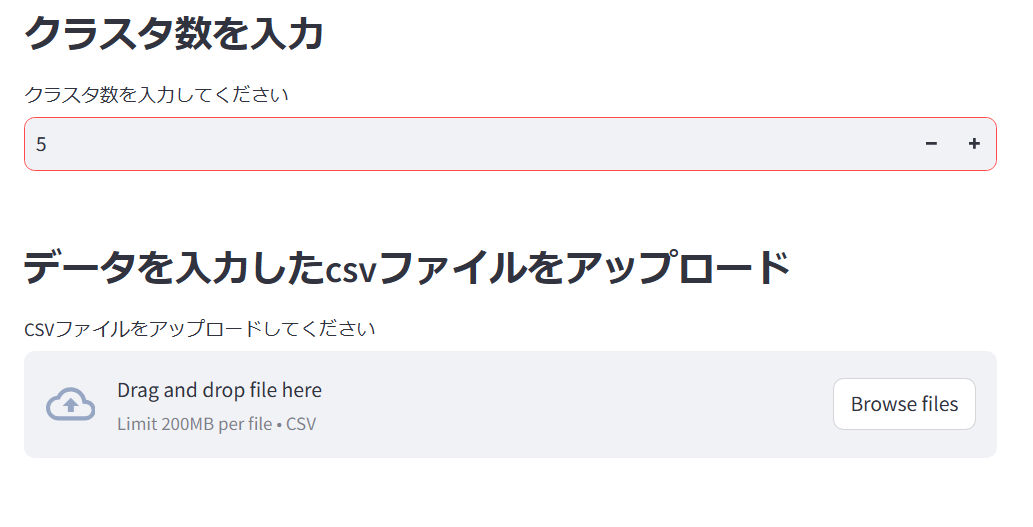 クラスタ数を入力
クラスタ数を入力してください
5
データを入力したcsvファイルをアップロード
CSVファイルをアップロードしてください
Drag and drop file here
Limit 200MB per file • CSV
Browse files